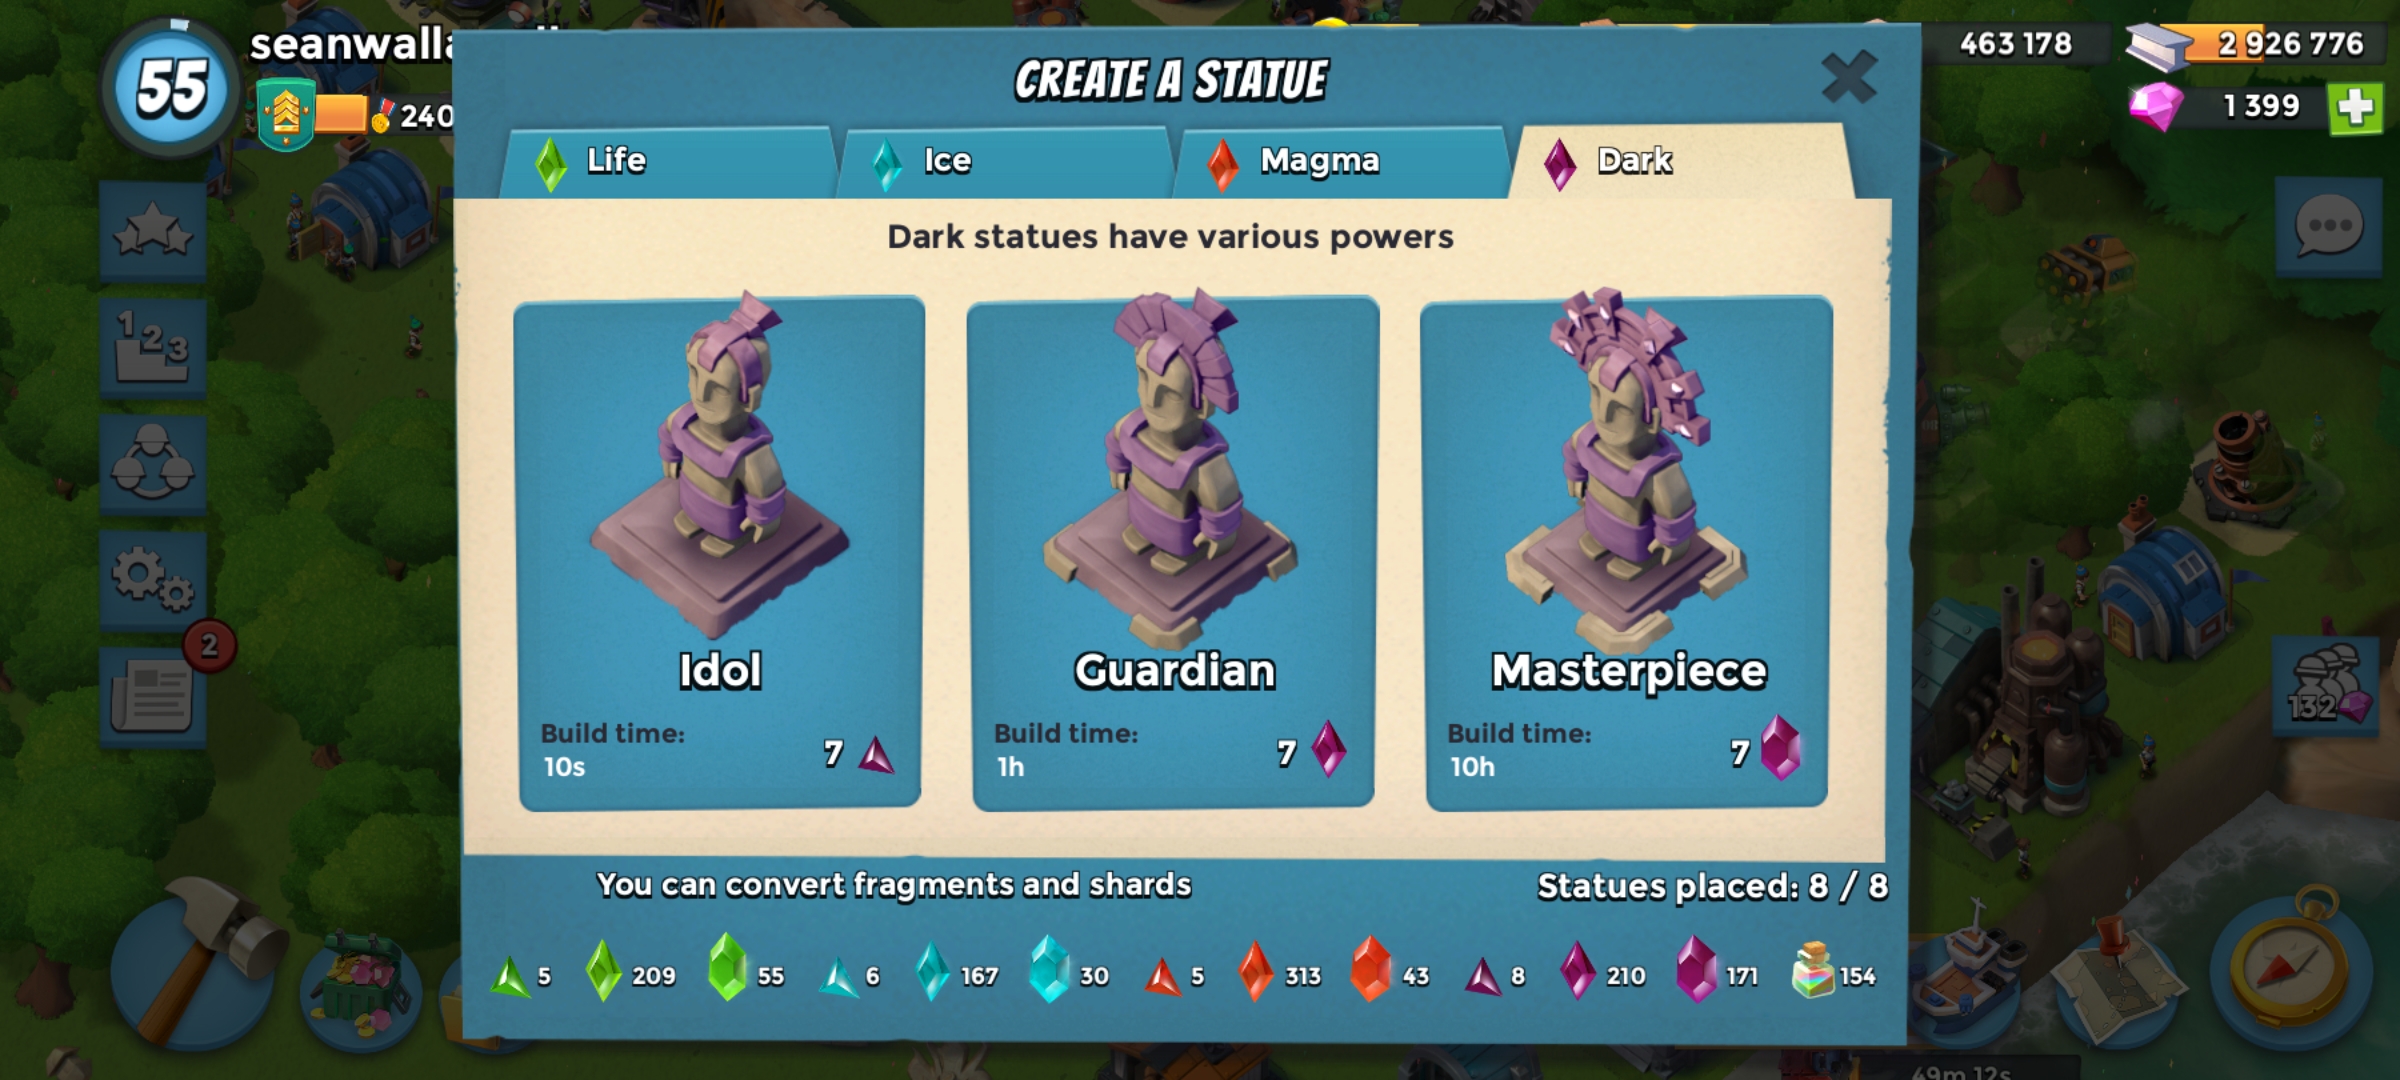 55
240
CREATE A STATUE
463 178
2 926 776
1 399
Life
Ice
Magma
Dark
Dark statues have various powers
1 2 3
2
Idol
Build time:
10s
7
Guardian
Build time:
1h
7
Masterpiece
Build time:
10h
7
132
You can convert fragments and shards
Statues placed: 8 / 8
5
209
55
6
167
30
5
313
43
8
210
171
154
49m 12s